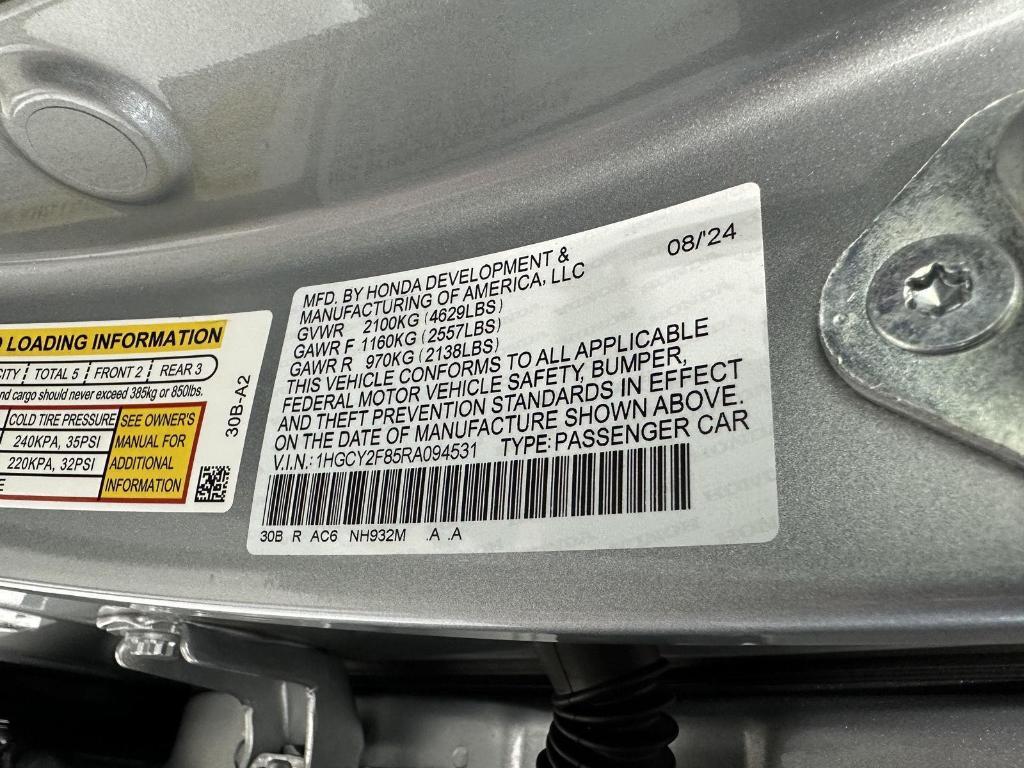 08/'24
MFD. BY HONDA DEVELOPMENT &
MANUFACTURING OF AMERICA, LLC
GVWR 2100KG (4629LBS)
GAWR F 1160KG (2557LBS)
GAWR R 970KG (2138LBS)
THIS VEHICLE CONFORMS TO ALL APPLICABLE
FEDERAL MOTOR VEHICLE SAFETY, BUMPER,
AND THEFT PREVENTION STANDARDS IN EFFECT
ON THE DATE OF MANUFACTURE SHOWN ABOVE.
V.I.N.: 1HGCY2F85RA094531 TYPE: PASSENGER CAR
30B R AC6 NH932M .A .A
LOADING INFORMATION
TOTAL 5 FRONT 2 REAR 3
and cargo should never exceed 385kg or 850lbs.
COLD TIRE PRESSURE
240KPA, 35PSI
220KPA, 32PSI
SEE OWNER'S
MANUAL FOR
ADDITIONAL
INFORMATION
30B-A2